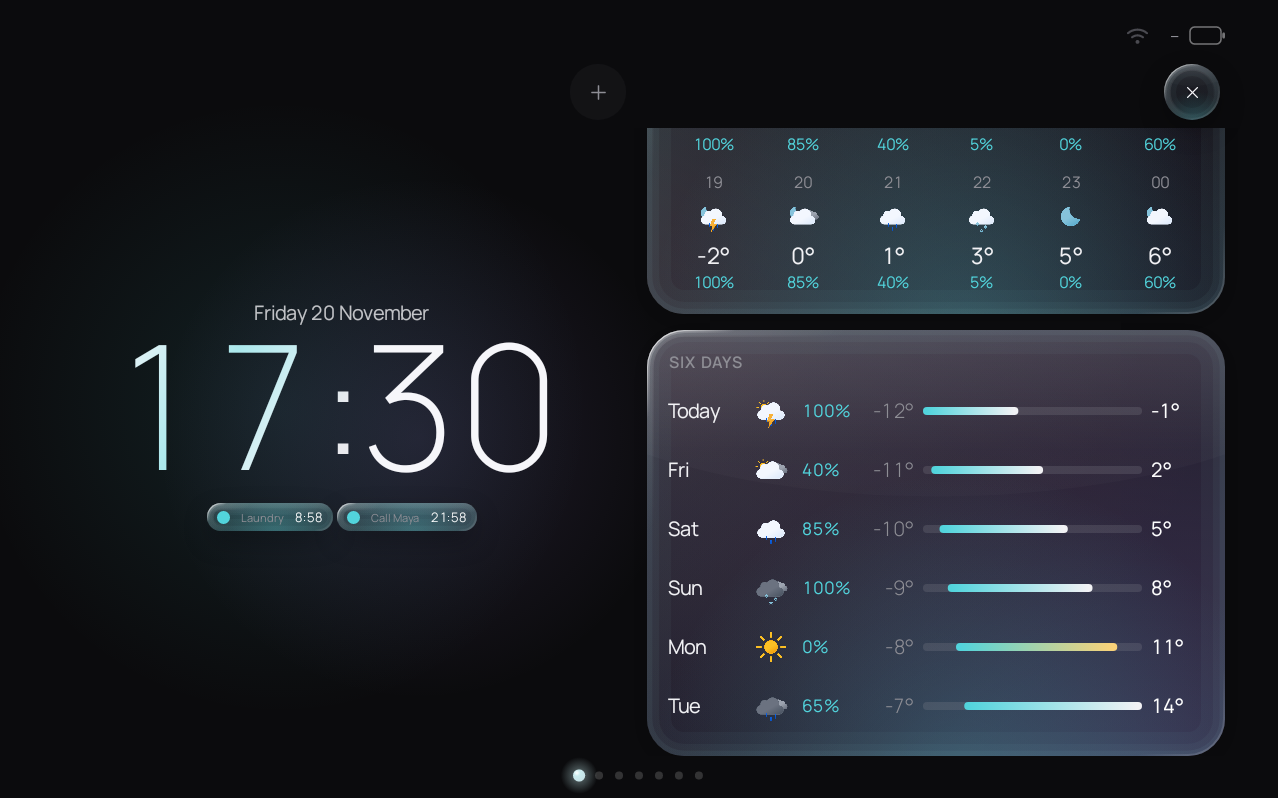 –
+
Friday 20 November
17:30
Laundry 8:58 Call Maya 21:58
100% 85% 40% 5% 0% 60%
19 20 21 22 23 00
-2° 0° 1° 3° 5° 6°
100% 85% 40% 5% 0% 60%
SIX DAYS
Today 100% -12° -1°
Fri 40% -11° 2°
Sat 85% -10° 5°
Sun 100% -9° 8°
Mon 0% -8° 11°
Tue 65% -7° 14°